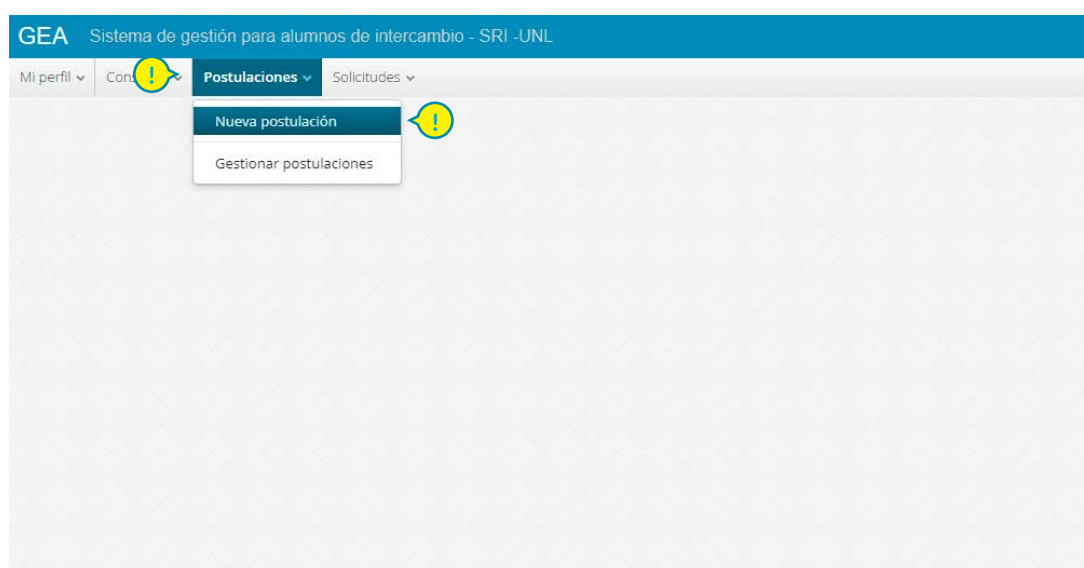 GEA Sistema de gestión para alumnos de intercambio - SRI -UNL
Mi perfil ! Postulaciones Solicitudes
Nueva postulación !
Gestionar postulaciones